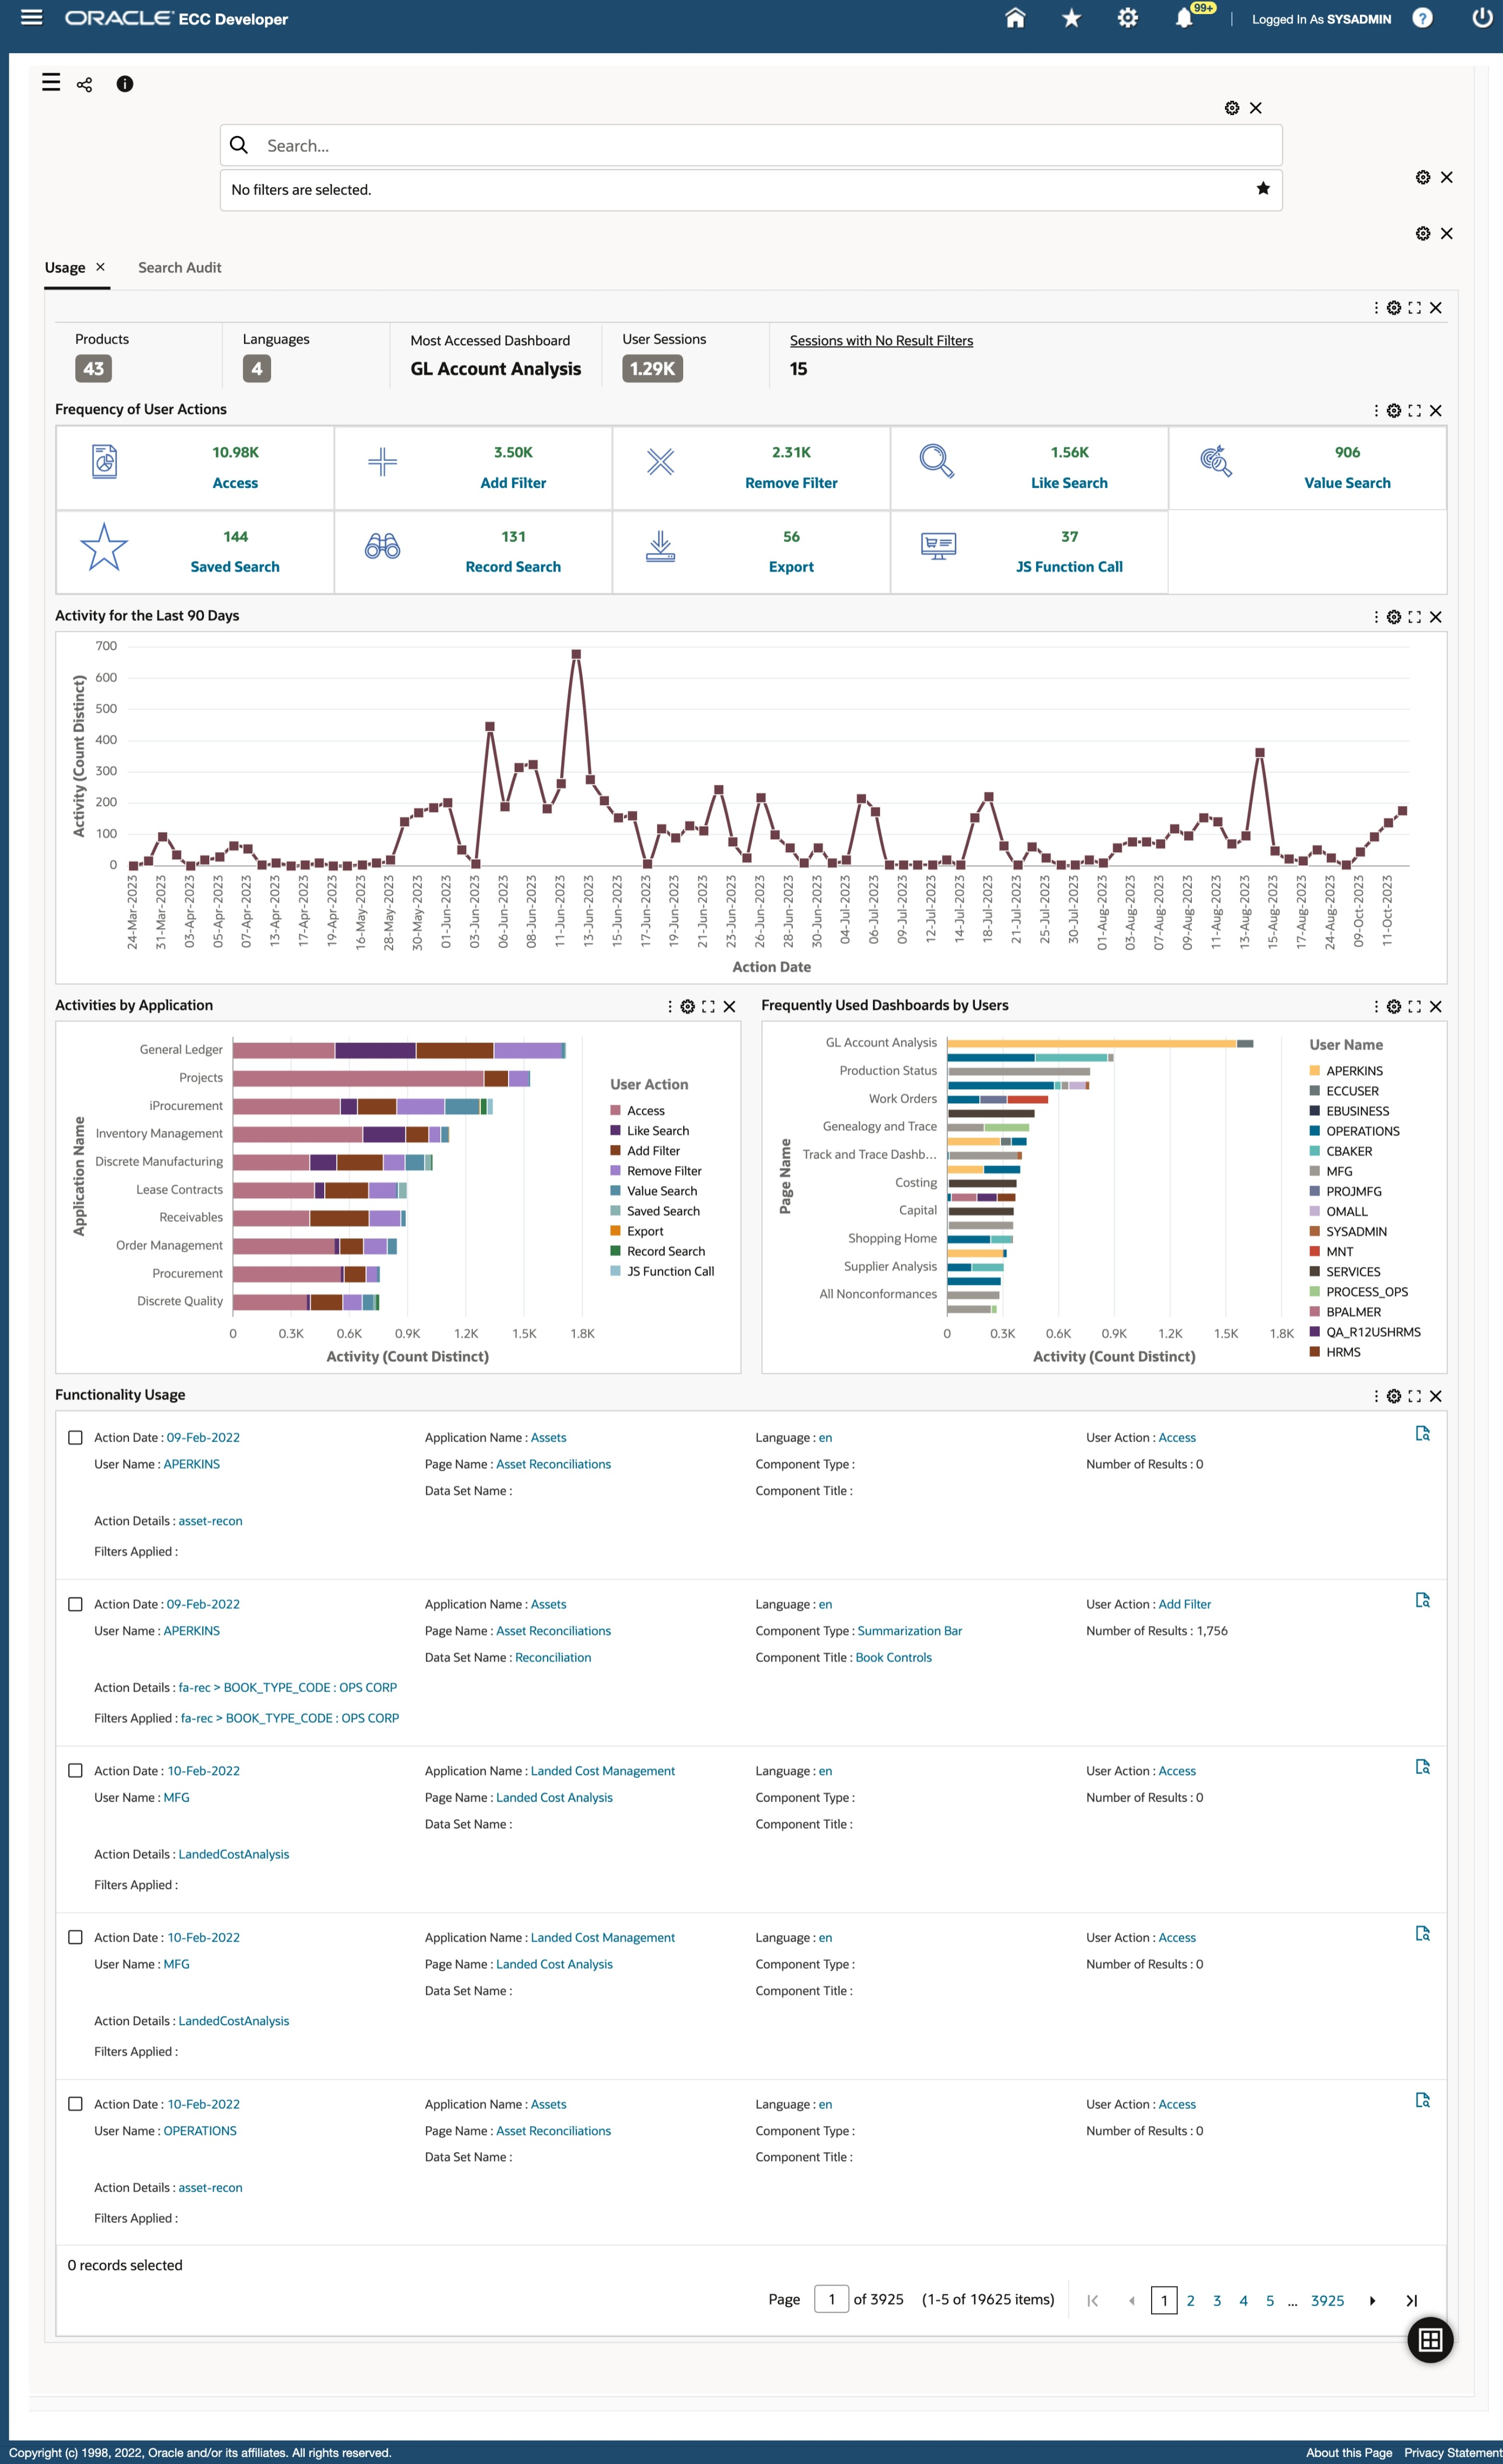 ORACLE ECC Developer
99+
Logged In As SYSADMIN
?
Search...
No filters are selected.
Usage
Search Audit
Products
43
Languages
4
Most Accessed Dashboard
GL Account Analysis
User Sessions
1.29K
Sessions with No Result Filters
15
Frequency of User Actions
10.98K
Access
3.50K
Add Filter
2.31K
Remove Filter
1.56K
Like Search
906
Value Search
144
Saved Search
131
Record Search
56
Export
37
JS Function Call
Activity for the Last 90 Days
Activity (Count Distinct)
700
600
500
400
300
200
100
0
24-Mar-2023
31-Mar-2023
03-Apr-2023
05-Apr-2023
07-Apr-2023
13-Apr-2023
17-Apr-2023
19-Apr-2023
16-May-2023
28-May-2023
30-May-2023
01-Jun-2023
03-Jun-2023
06-Jun-2023
08-Jun-2023
11-Jun-2023
13-Jun-2023
15-Jun-2023
17-Jun-2023
19-Jun-2023
21-Jun-2023
23-Jun-2023
26-Jun-2023
28-Jun-2023
30-Jun-2023
04-Jul-2023
06-Jul-2023
09-Jul-2023
12-Jul-2023
14-Jul-2023
18-Jul-2023
21-Jul-2023
25-Jul-2023
30-Jul-2023
01-Aug-2023
03-Aug-2023
07-Aug-2023
09-Aug-2023
11-Aug-2023
13-Aug-2023
15-Aug-2023
17-Aug-2023
24-Aug-2023
09-Oct-2023
11-Oct-2023
Action Date
Activities by Application
Application Name
General Ledger
Projects
iProcurement
Inventory Management
Discrete Manufacturing
Lease Contracts
Receivables
Order Management
Procurement
Discrete Quality
0 0.3K 0.6K 0.9K 1.2K 1.5K 1.8K
Activity (Count Distinct)
User Action
Access
Like Search
Add Filter
Remove Filter
Value Search
Saved Search
Export
Record Search
JS Function Call
Frequently Used Dashboards by Users
Page Name
GL Account Analysis
Production Status
Work Orders
Genealogy and Trace
Track and Trace Dashb...
Costing
Capital
Shopping Home
Supplier Analysis
All Nonconformances
0 0.3K 0.6K 0.9K 1.2K 1.5K 1.8K
Activity (Count Distinct)
User Name
APERKINS
ECCUSER
EBUSINESS
OPERATIONS
CBAKER
MFG
PROJMFG
OMALL
SYSADMIN
MNT
SERVICES
PROCESS_OPS
BPALMER
QA_R12USHRMS
HRMS
Functionality Usage
Action Date : 09-Feb-2022 Application Name : Assets Language : en User Action : Access
User Name : APERKINS Page Name : Asset Reconciliations Component Type : Number of Results : 0
Data Set Name : Component Title :
Action Details : asset-recon
Filters Applied :
Action Date : 09-Feb-2022 Application Name : Assets Language : en User Action : Add Filter
User Name : APERKINS Page Name : Asset Reconciliations Component Type : Summarization Bar Number of Results : 1,756
Data Set Name : Reconciliation Component Title : Book Controls
Action Details : fa-rec > BOOK_TYPE_CODE : OPS CORP
Filters Applied : fa-rec > BOOK_TYPE_CODE : OPS CORP
Action Date : 10-Feb-2022 Application Name : Landed Cost Management Language : en User Action : Access
User Name : MFG Page Name : Landed Cost Analysis Component Type : Number of Results : 0
Data Set Name : Component Title :
Action Details : LandedCostAnalysis
Filters Applied :
Action Date : 10-Feb-2022 Application Name : Landed Cost Management Language : en User Action : Access
User Name : MFG Page Name : Landed Cost Analysis Component Type : Number of Results : 0
Data Set Name : Component Title :
Action Details : LandedCostAnalysis
Filters Applied :
Action Date : 10-Feb-2022 Application Name : Assets Language : en User Action : Access
User Name : OPERATIONS Page Name : Asset Reconciliations Component Type : Number of Results : 0
Data Set Name : Component Title :
Action Details : asset-recon
Filters Applied :
0 records selected
Page 1 of 3925 (1-5 of 19625 items) 1 2 3 4 5 ... 3925
Copyright (c) 1998, 2022, Oracle and/or its affiliates. All rights reserved.
About this Page Privacy Statement